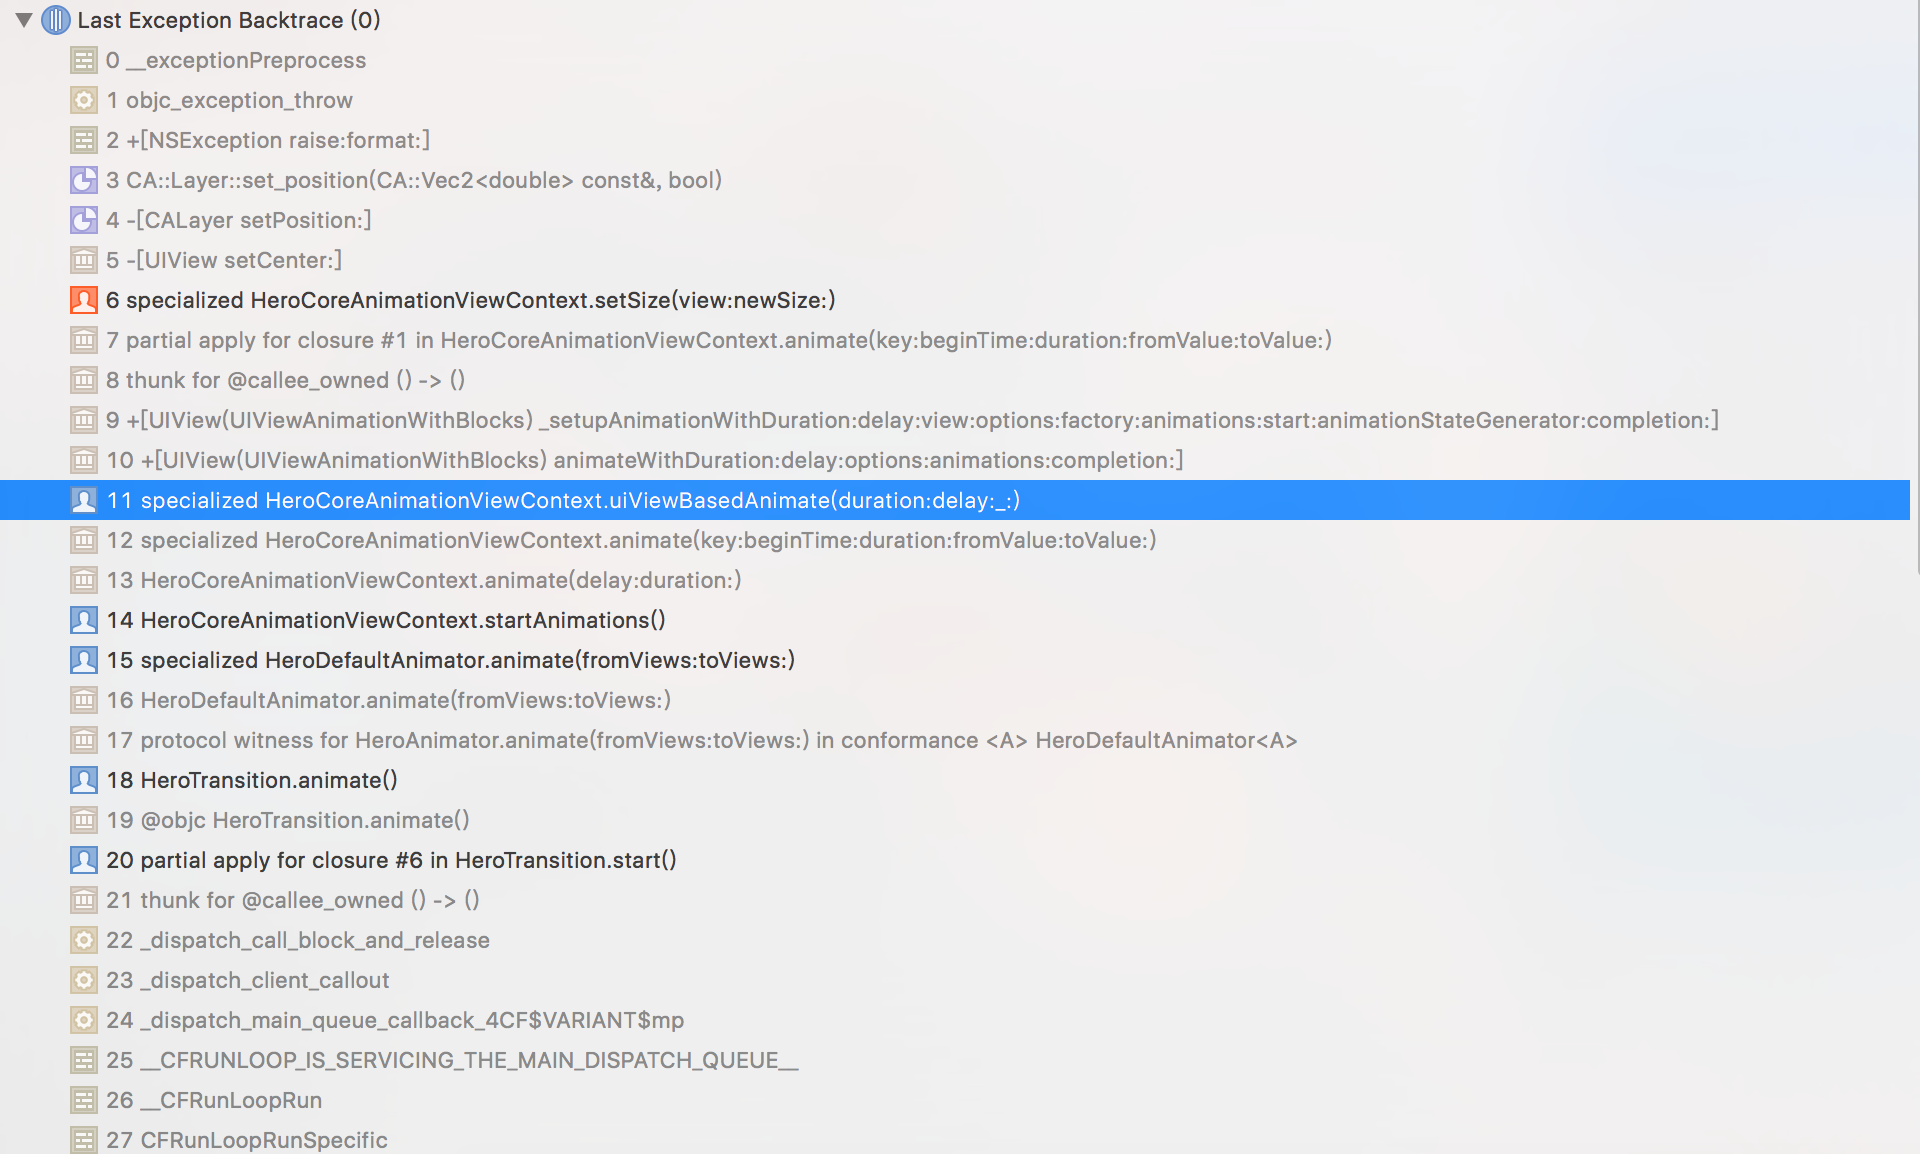 Last Exception Backtrace (0)
0 __exceptionPreprocess
1 objc_exception_throw
2 +[NSException raise:format:]
3 CA::Layer::set_position(CA::Vec2<double> const&, bool)
4 -[CALayer setPosition:]
5 -[UIView setCenter:]
6 specialized HeroCoreAnimationViewContext.setSize(view:newSize:)
7 partial apply for closure #1 in HeroCoreAnimationViewContext.animate(key:beginTime:duration:fromValue:toValue:)
8 thunk for @callee_owned () -> ()
9 +[UIView(UIViewAnimationWithBlocks) _setupAnimationWithDuration:delay:view:options:factory:animations:start:animationStateGenerator:completion:]
10 +[UIView(UIViewAnimationWithBlocks) animateWithDuration:delay:options:animations:completion:]
11 specialized HeroCoreAnimationViewContext.uiViewBasedAnimate(duration:delay:_:)
12 specialized HeroCoreAnimationViewContext.animate(key:beginTime:duration:fromValue:toValue:)
13 HeroCoreAnimationViewContext.animate(delay:duration:)
14 HeroCoreAnimationViewContext.startAnimations()
15 specialized HeroDefaultAnimator.animate(fromViews:toViews:)
16 HeroDefaultAnimator.animate(fromViews:toViews:)
17 protocol witness for HeroAnimator.animate(fromViews:toViews:) in conformance <A> HeroDefaultAnimator<A>
18 HeroTransition.animate()
19 @objc HeroTransition.animate()
20 partial apply for closure #6 in HeroTransition.start()
21 thunk for @callee_owned () -> ()
22 _dispatch_call_block_and_release
23 _dispatch_client_callout
24 _dispatch_main_queue_callback_4CF$VARIANT$mp
25 __CFRUNLOOP_IS_SERVICING_THE_MAIN_DISPATCH_QUEUE__
26 __CFRunLoopRun
27 CFRunLoopRunSpecific